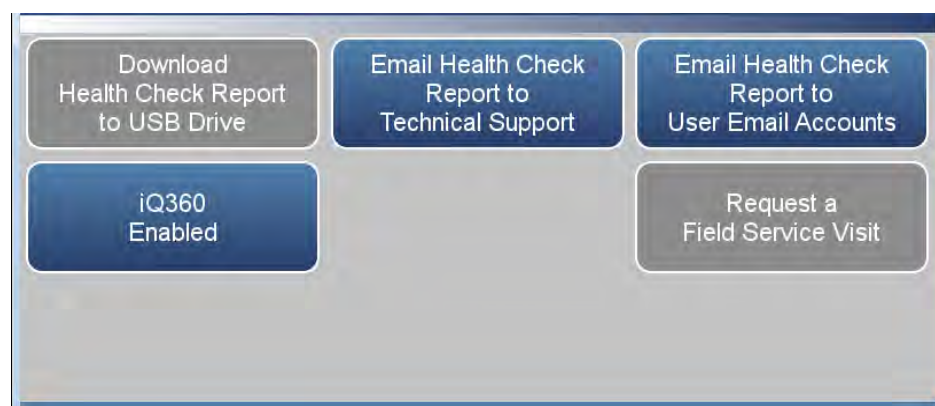 Download
Health Check Report
to USB Drive
Email Health Check
Report to
Technical Support
Email Health Check
Report to
User Email Accounts
iQ360
Enabled
Request a
Field Service Visit